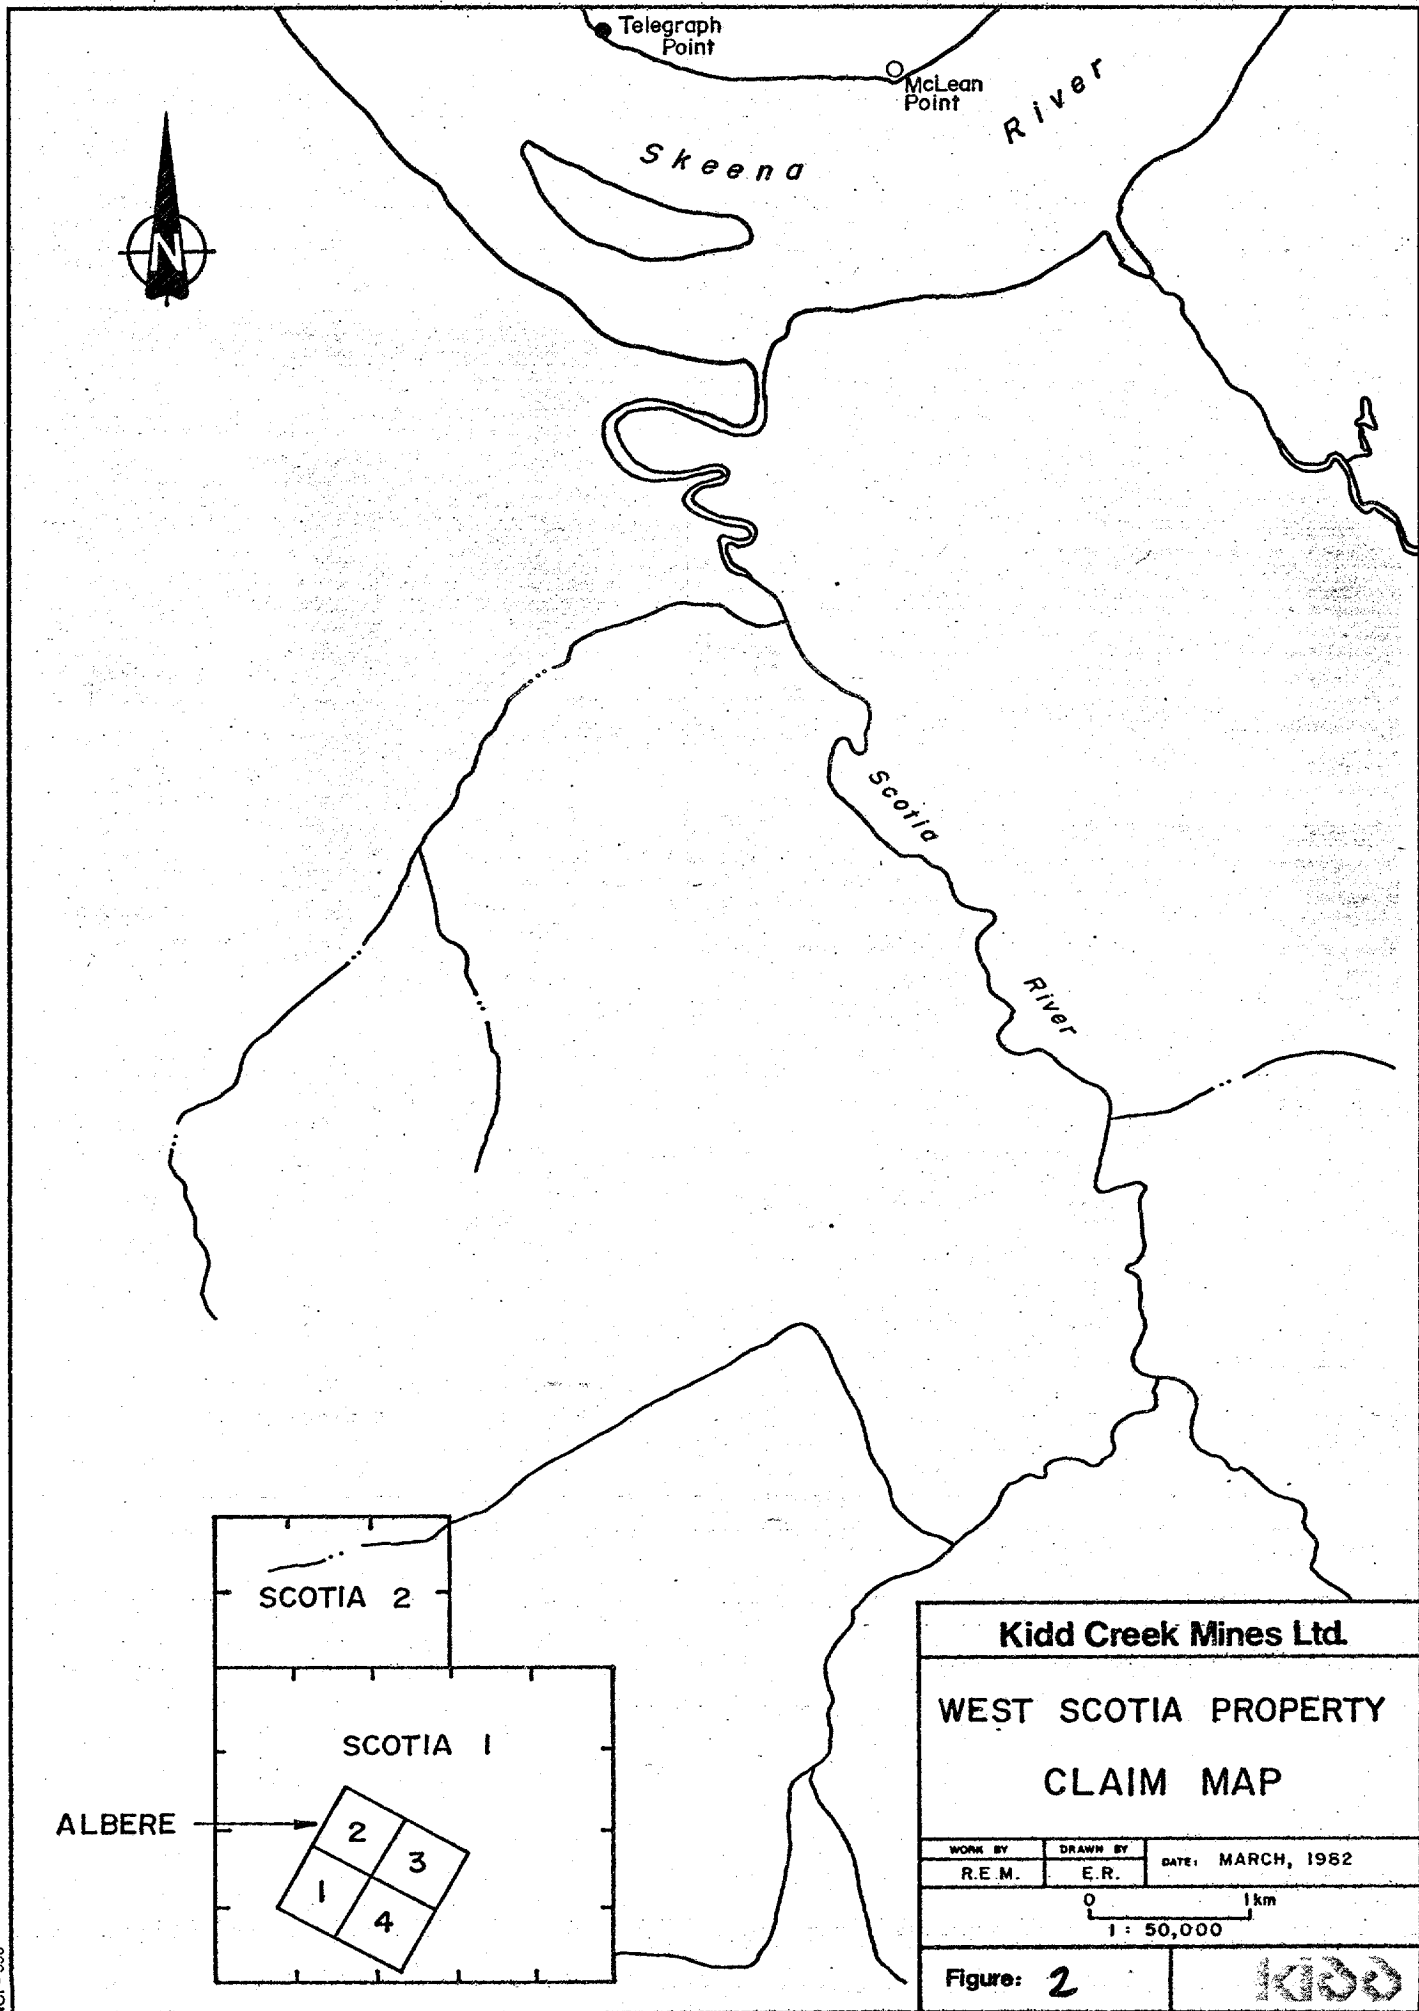 Telegraph
Point
McLean
Point
Skeena
River
N
Scotia
River
SCOTIA 2
SCOTIA 1
ALBERE
2
3
1
4
Kidd Creek Mines Ltd.
WEST SCOTIA PROPERTY
CLAIM MAP
WORK BY
R.E.M.
DRAWN BY
E.R.
DATE: MARCH, 1982
0 1km
1 : 50,000
Figure: 2
kidd